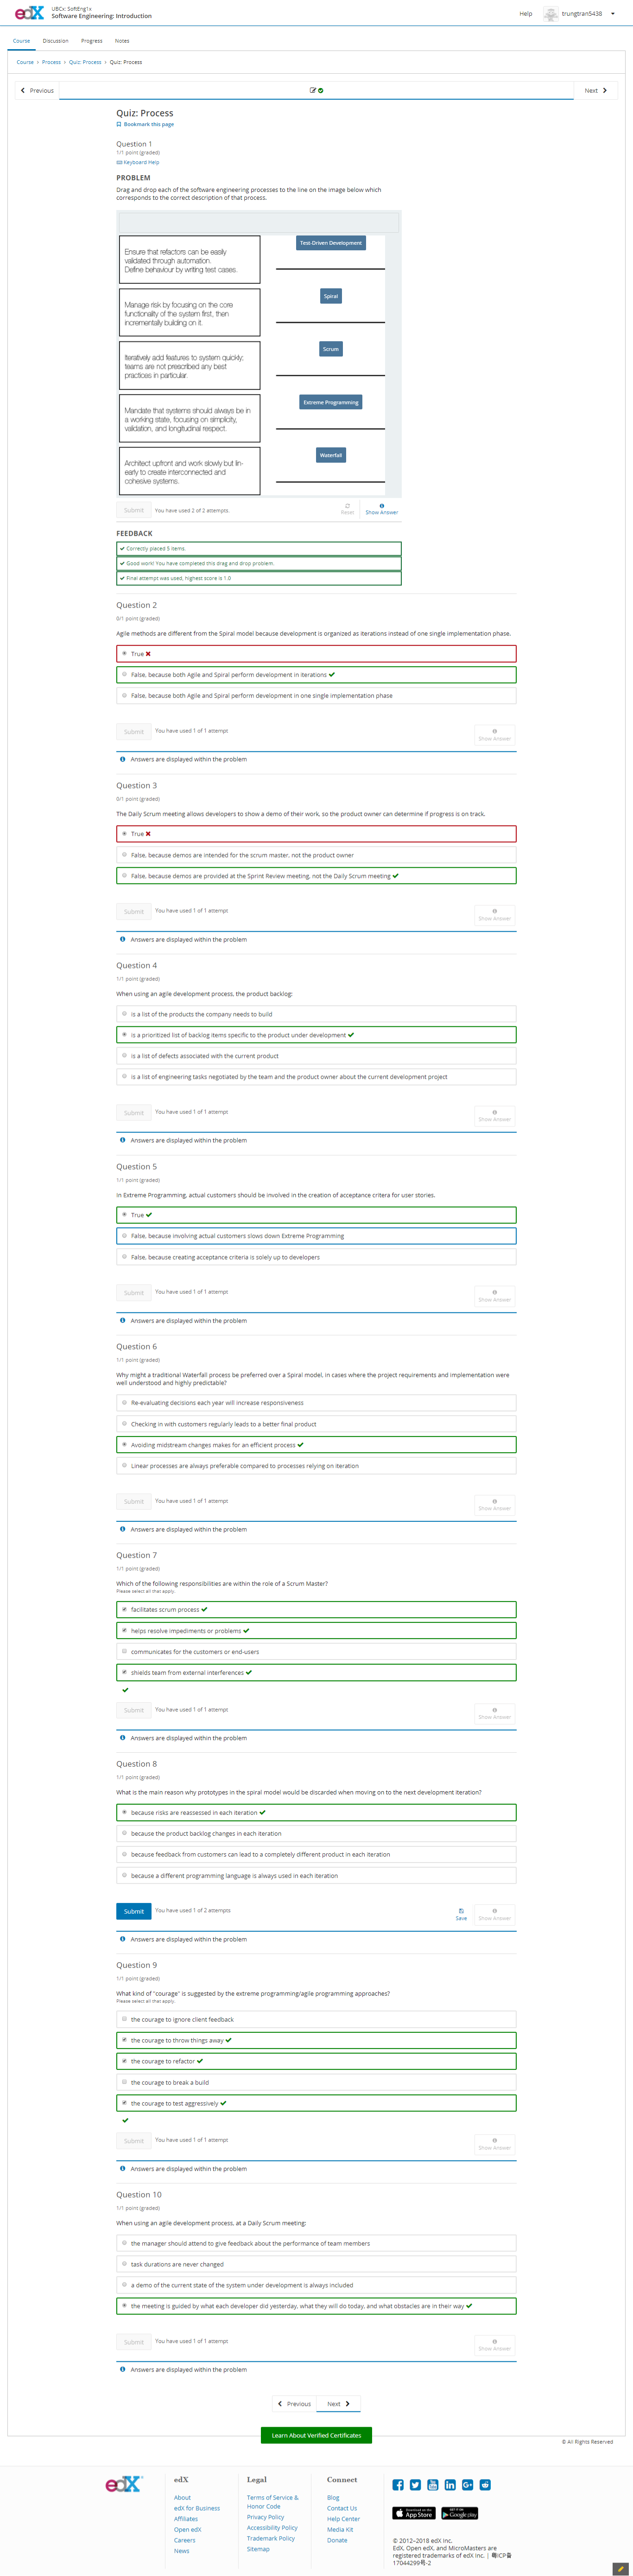 edX
UBCx: SoftEng1x
Software Engineering: Introduction
Help
trungtran5438
Course
Discussion
Progress
Notes
Course › Process › Quiz: Process › Quiz: Process
Previous
Next
Quiz: Process
Bookmark this page
Question 1
1/1 point (graded)
Keyboard Help
PROBLEM
Drag and drop each of the software engineering processes to the line on the image below which
corresponds to the correct description of that process.
Ensure that refactors can be easily
validated through automation.
Define behaviour by writing test cases.
Test-Driven Development
Manage risk by focusing on the core
functionality of the system first, then
incrementally building on it.
Spiral
Iteratively add features to system quickly;
teams are not prescribed any best
practices in particular.
Scrum
Mandate that systems should always be in
a working state, focusing on simplicity,
validation, and longitudinal respect.
Extreme Programming
Architect upfront and work slowly but lin-
early to create interconnected and
cohesive systems.
Waterfall
Submit
You have used 2 of 2 attempts.
Reset
Show Answer
FEEDBACK
Correctly placed 5 items.
Good work! You have completed this drag and drop problem.
Final attempt was used, highest score is 1.0
Question 2
0/1 point (graded)
Agile methods are different from the Spiral model because development is organized as iterations instead of one single implementation phase.
True
False, because both Agile and Spiral perform development in iterations
False, because both Agile and Spiral perform development in one single implementation phase
Submit
You have used 1 of 1 attempt
Show Answer
Answers are displayed within the problem
Question 3
0/1 point (graded)
The Daily Scrum meeting allows developers to show a demo of their work, so the product owner can determine if progress is on track.
True
False, because demos are intended for the scrum master, not the product owner
False, because demos are provided at the Sprint Review meeting, not the Daily Scrum meeting
Submit
You have used 1 of 1 attempt
Show Answer
Answers are displayed within the problem
Question 4
1/1 point (graded)
When using an agile development process, the product backlog:
is a list of the products the company needs to build
is a prioritized list of backlog items specific to the product under development
is a list of defects associated with the current product
is a list of engineering tasks negotiated by the team and the product owner about the current development project
Submit
You have used 1 of 1 attempt
Show Answer
Answers are displayed within the problem
Question 5
1/1 point (graded)
In Extreme Programming, actual customers should be involved in the creation of acceptance critera for user stories.
True
False, because involving actual customers slows down Extreme Programming
False, because creating acceptance criteria is solely up to developers
Submit
You have used 1 of 1 attempt
Show Answer
Answers are displayed within the problem
Question 6
1/1 point (graded)
Why might a traditional Waterfall process be preferred over a Spiral model, in cases where the project requirements and implementation were
well understood and highly predictable?
Re-evaluating decisions each year will increase responsiveness
Checking in with customers regularly leads to a better final product
Avoiding midstream changes makes for an efficient process
Linear processes are always preferable compared to processes relying on iteration
Submit
You have used 1 of 1 attempt
Show Answer
Answers are displayed within the problem
Question 7
1/1 point (graded)
Which of the following responsibilities are within the role of a Scrum Master?
Please select all that apply.
facilitates scrum process
helps resolve impediments or problems
communicates for the customers or end-users
shields team from external interferences
Submit
You have used 1 of 1 attempt
Show Answer
Answers are displayed within the problem
Question 8
1/1 point (graded)
What is the main reason why prototypes in the spiral model would be discarded when moving on to the next development iteration?
because risks are reassessed in each iteration
because the product backlog changes in each iteration
because feedback from customers can lead to a completely different product in each iteration
because a different programming language is always used in each iteration
Submit
You have used 1 of 2 attempts
Save
Show Answer
Answers are displayed within the problem
Question 9
1/1 point (graded)
What kind of "courage" is suggested by the extreme programming/agile programming approaches?
Please select all that apply.
the courage to ignore client feedback
the courage to throw things away
the courage to refactor
the courage to break a build
the courage to test aggressively
Submit
You have used 1 of 1 attempt
Show Answer
Answers are displayed within the problem
Question 10
1/1 point (graded)
When using an agile development process, at a Daily Scrum meeting:
the manager should attend to give feedback about the performance of team members
task durations are never changed
a demo of the current state of the system under development is always included
the meeting is guided by what each developer did yesterday, what they will do today, and what obstacles are in their way
Submit
You have used 1 of 1 attempt
Show Answer
Answers are displayed within the problem
Previous
Next
Learn About Verified Certificates
© All Rights Reserved
edX
edX
About
edX for Business
Affiliates
Open edX
Careers
News
Legal
Terms of Service &
Honor Code
Privacy Policy
Accessibility Policy
Trademark Policy
Sitemap
Connect
Blog
Contact Us
Help Center
Media Kit
Donate
Download on the
App Store
GET IT ON
Google play
© 2012–2018 edX Inc.
EdX, Open edX, and MicroMasters are
registered trademarks of edX Inc. | 粤ICP备
17044299号-2